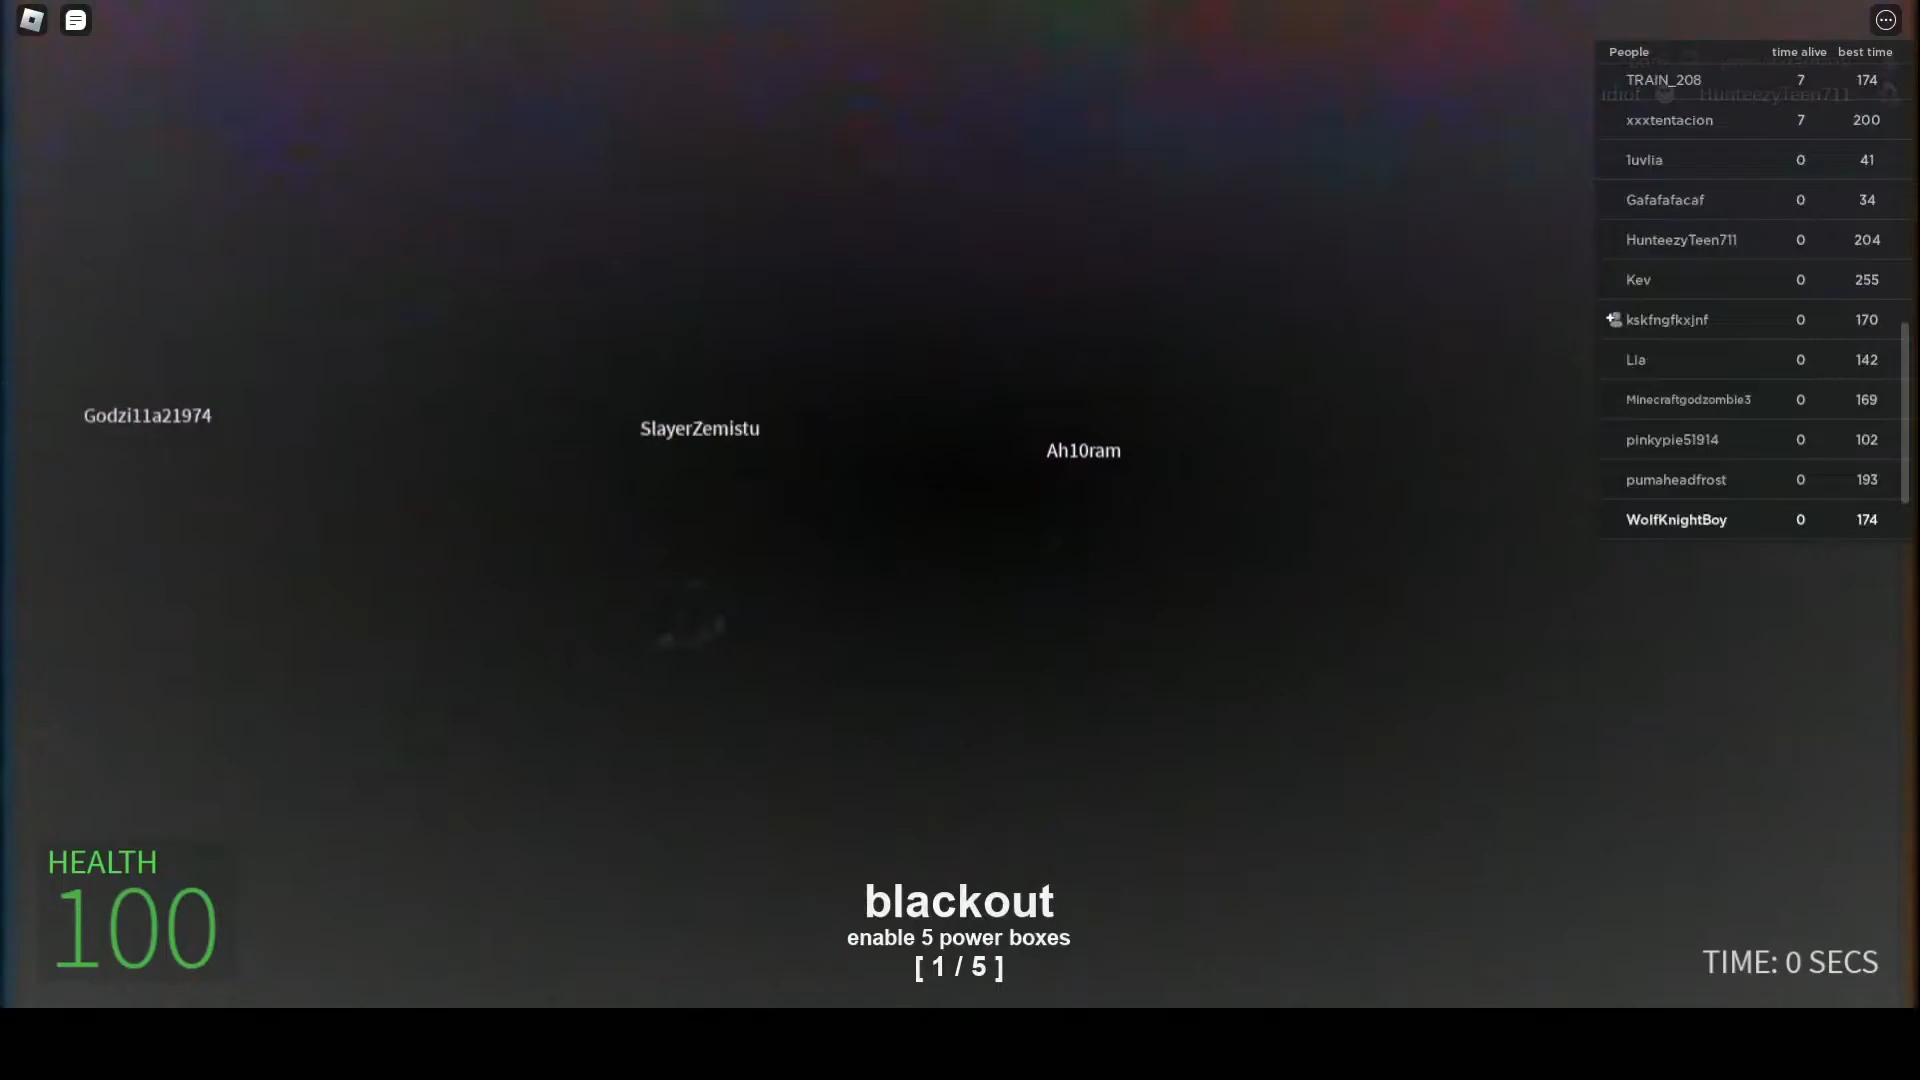 People time alive best time
TRAIN_208 7 174
idiot HunteezyTeen711
xxxtentacion 7 200
1uvlia 0 41
Gafafafacaf 0 34
HunteezyTeen711 0 204
Kev 0 255
kskfngfkxjnf 0 170
Lia 0 142
Minecraftgodzombie3 0 169
pinkypie51914 0 102
pumaheadfrost 0 193
WolfKnightBoy 0 174
Godzi11a21974
SlayerZemistu
Ah10ram
HEALTH
100
blackout
enable 5 power boxes
[ 1 / 5 ]
TIME: 0 SECS